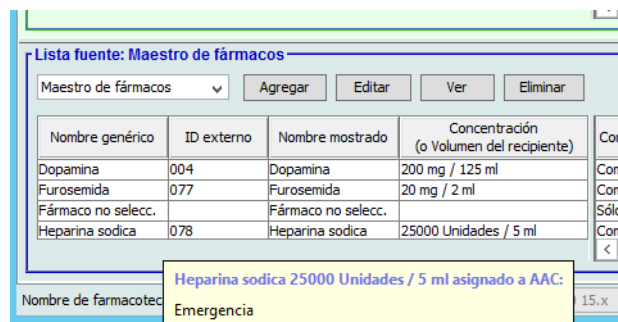 Lista fuente: Maestro de fármacos
Maestro de fármacos Agregar Editar Ver Eliminar
Nombre genérico ID externo Nombre mostrado Concentración
(o Volumen del recipiente)
Dopamina 004 Dopamina 200 mg / 125 ml
Furosemida 077 Furosemida 20 mg / 2 ml
Fármaco no selecc. Fármaco no selecc.
Heparina sodica 078 Heparina sodica 25000 Unidades / 5 ml
Heparina sodica 25000 Unidades / 5 ml asignado a AAC:
Nombre de farmacotec 15.x
Emergencia